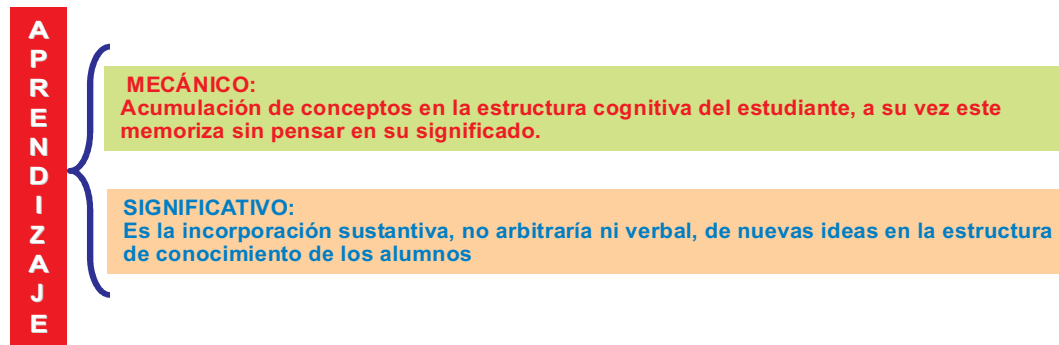 APRENDIZAJE
MECÁNICO:
Acumulación de conceptos en la estructura cognitiva del estudiante, a su vez este
memoriza sin pensar en su significado.
SIGNIFICATIVO:
Es la incorporación sustantiva, no arbitraría ni verbal, de nuevas ideas en la estructura
de conocimiento de los alumnos